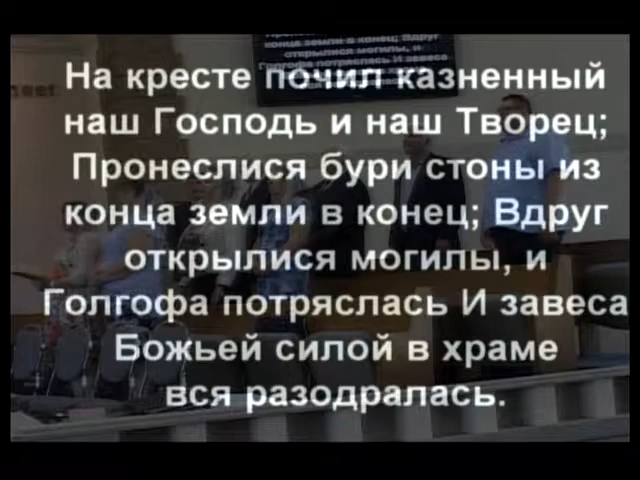 На кресте почил казненный
наш Господь и наш Творец;
Пронеслися бури стоны из
конца земли в конец; Вдруг
открылися могилы, и
Голгофа потряслась И завеса
Божьей силой в храме
вся разодралась.